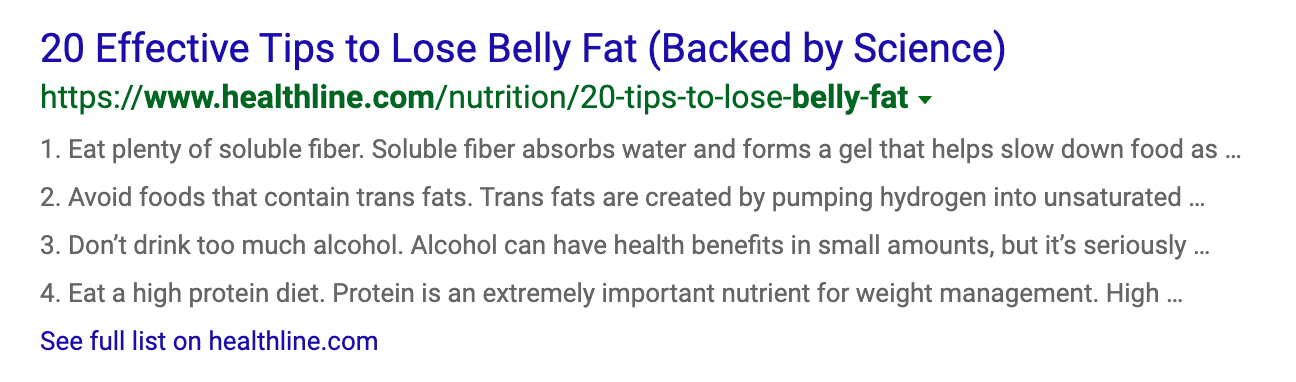 20 Effective Tips to Lose Belly Fat (Backed by Science)
https://www.healthline.com/nutrition/20-tips-to-lose-belly-fat
1. Eat plenty of soluble fiber. Soluble fiber absorbs water and forms a gel that helps slow down food as ...
2. Avoid foods that contain trans fats. Trans fats are created by pumping hydrogen into unsaturated ...
3. Don’t drink too much alcohol. Alcohol can have health benefits in small amounts, but it’s seriously ...
4. Eat a high protein diet. Protein is an extremely important nutrient for weight management. High ...
See full list on healthline.com